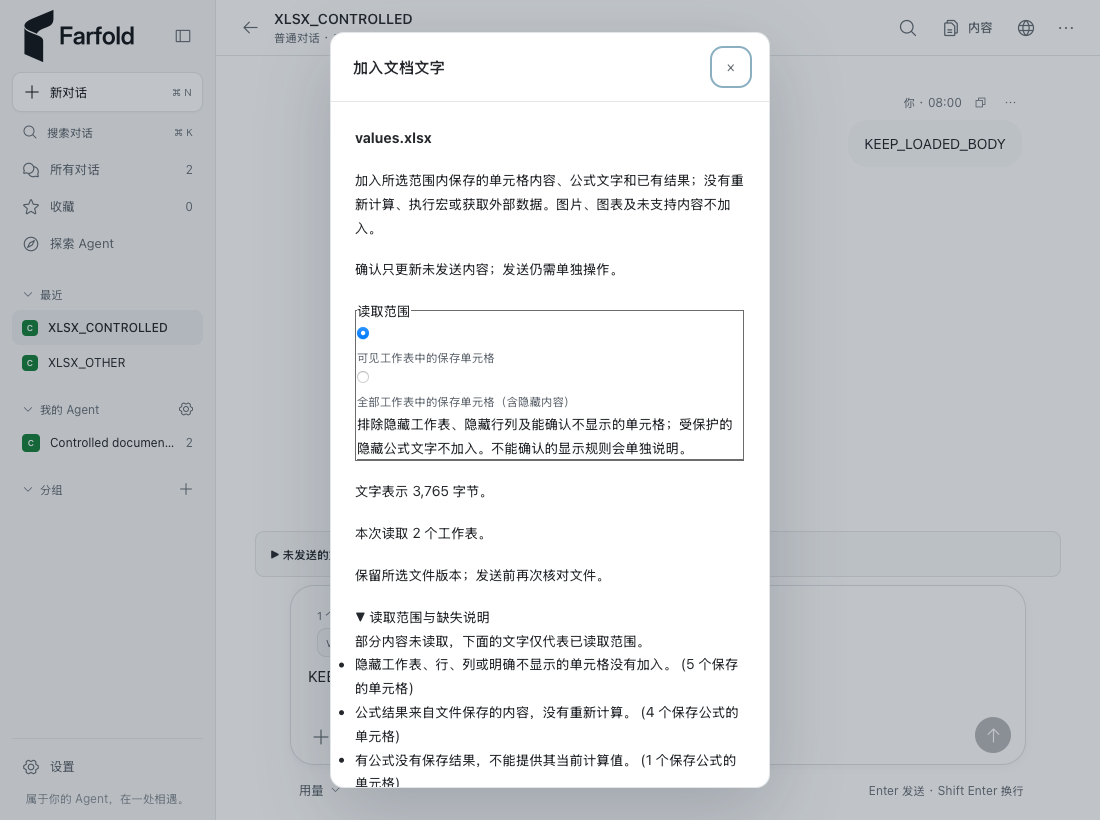 Farfold
新对话
⌘ N
搜索对话
⌘ K
所有对话
2
收藏
0
探索 Agent
最近
C
XLSX_CONTROLLED
C
XLSX_OTHER
我的 Agent
C
Controlled documen...
2
分组
设置
属于你的 Agent，在一处相遇。
XLSX_CONTROLLED
普通对话 ·
内容
你 · 08:00
KEEP_LOADED_BODY
未发送的
1
KEE
用量
Enter 发送 · Shift Enter 换行
加入文档文字
×
values.xlsx
加入所选范围内保存的单元格内容、公式文字和已有结果；没有重
新计算、执行宏或获取外部数据。图片、图表及未支持内容不加
入。
确认只更新未发送内容；发送仍需单独操作。
读取范围
可见工作表中的保存单元格
全部工作表中的保存单元格（含隐藏内容）
排除隐藏工作表、隐藏行列及能确认不显示的单元格；受保护的
隐藏公式文字不加入。不能确认的显示规则会单独说明。
文字表示 3,765 字节。
本次读取 2 个工作表。
保留所选文件版本；发送前再次核对文件。
▼ 读取范围与缺失说明
部分内容未读取，下面的文字仅代表已读取范围。
• 隐藏工作表、行、列或明确不显示的单元格没有加入。 (5 个保存
的单元格)
• 公式结果来自文件保存的内容，没有重新计算。 (4 个保存公式的
单元格)
• 有公式没有保存结果，不能提供其当前计算值。 (1 个保存公式的
单元格)